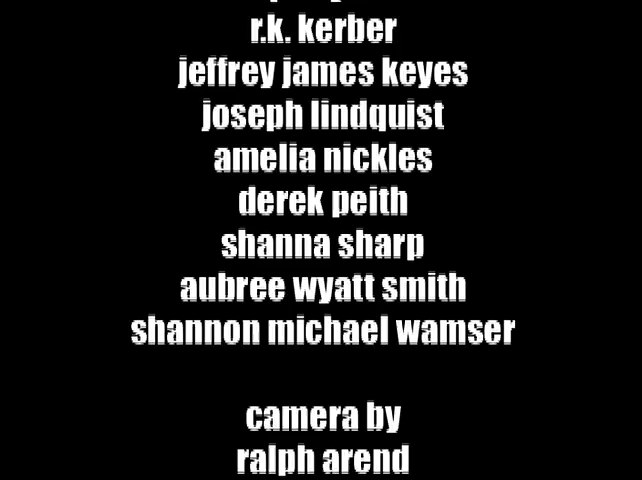 r.k. kerber
jeffrey james keyes
joseph lindquist
amelia nickles
derek peith
shanna sharp
aubree wyatt smith
shannon michael wamser
camera by
ralph arend